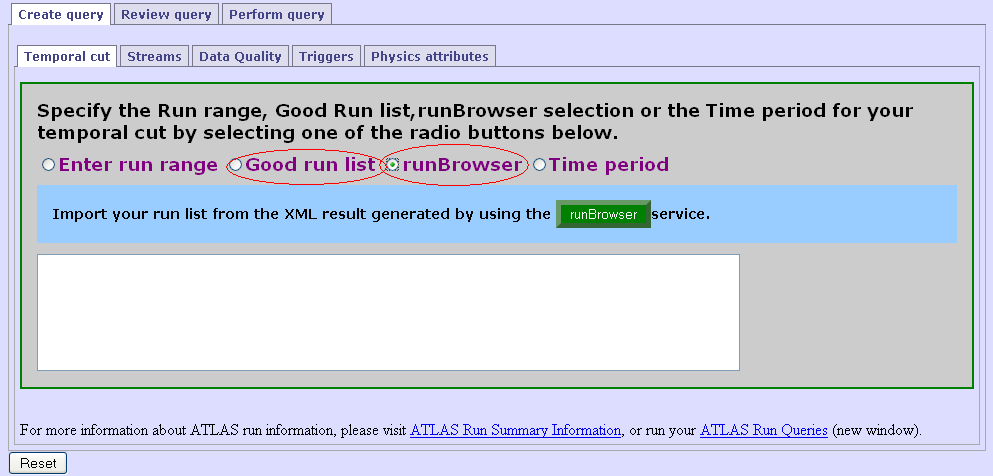 Create query Review query Perform query
Temporal cut Streams Data Quality Triggers Physics attributes
Specify the Run range, Good Run list,runBrowser selection or the Time period for your
temporal cut by selecting one of the radio buttons below.
Enter run range Good run list runBrowser Time period
Import your run list from the XML result generated by using the runBrowser service.
For more information about ATLAS run information, please visit ATLAS Run Summary Information, or run your ATLAS Run Queries (new window).
Reset